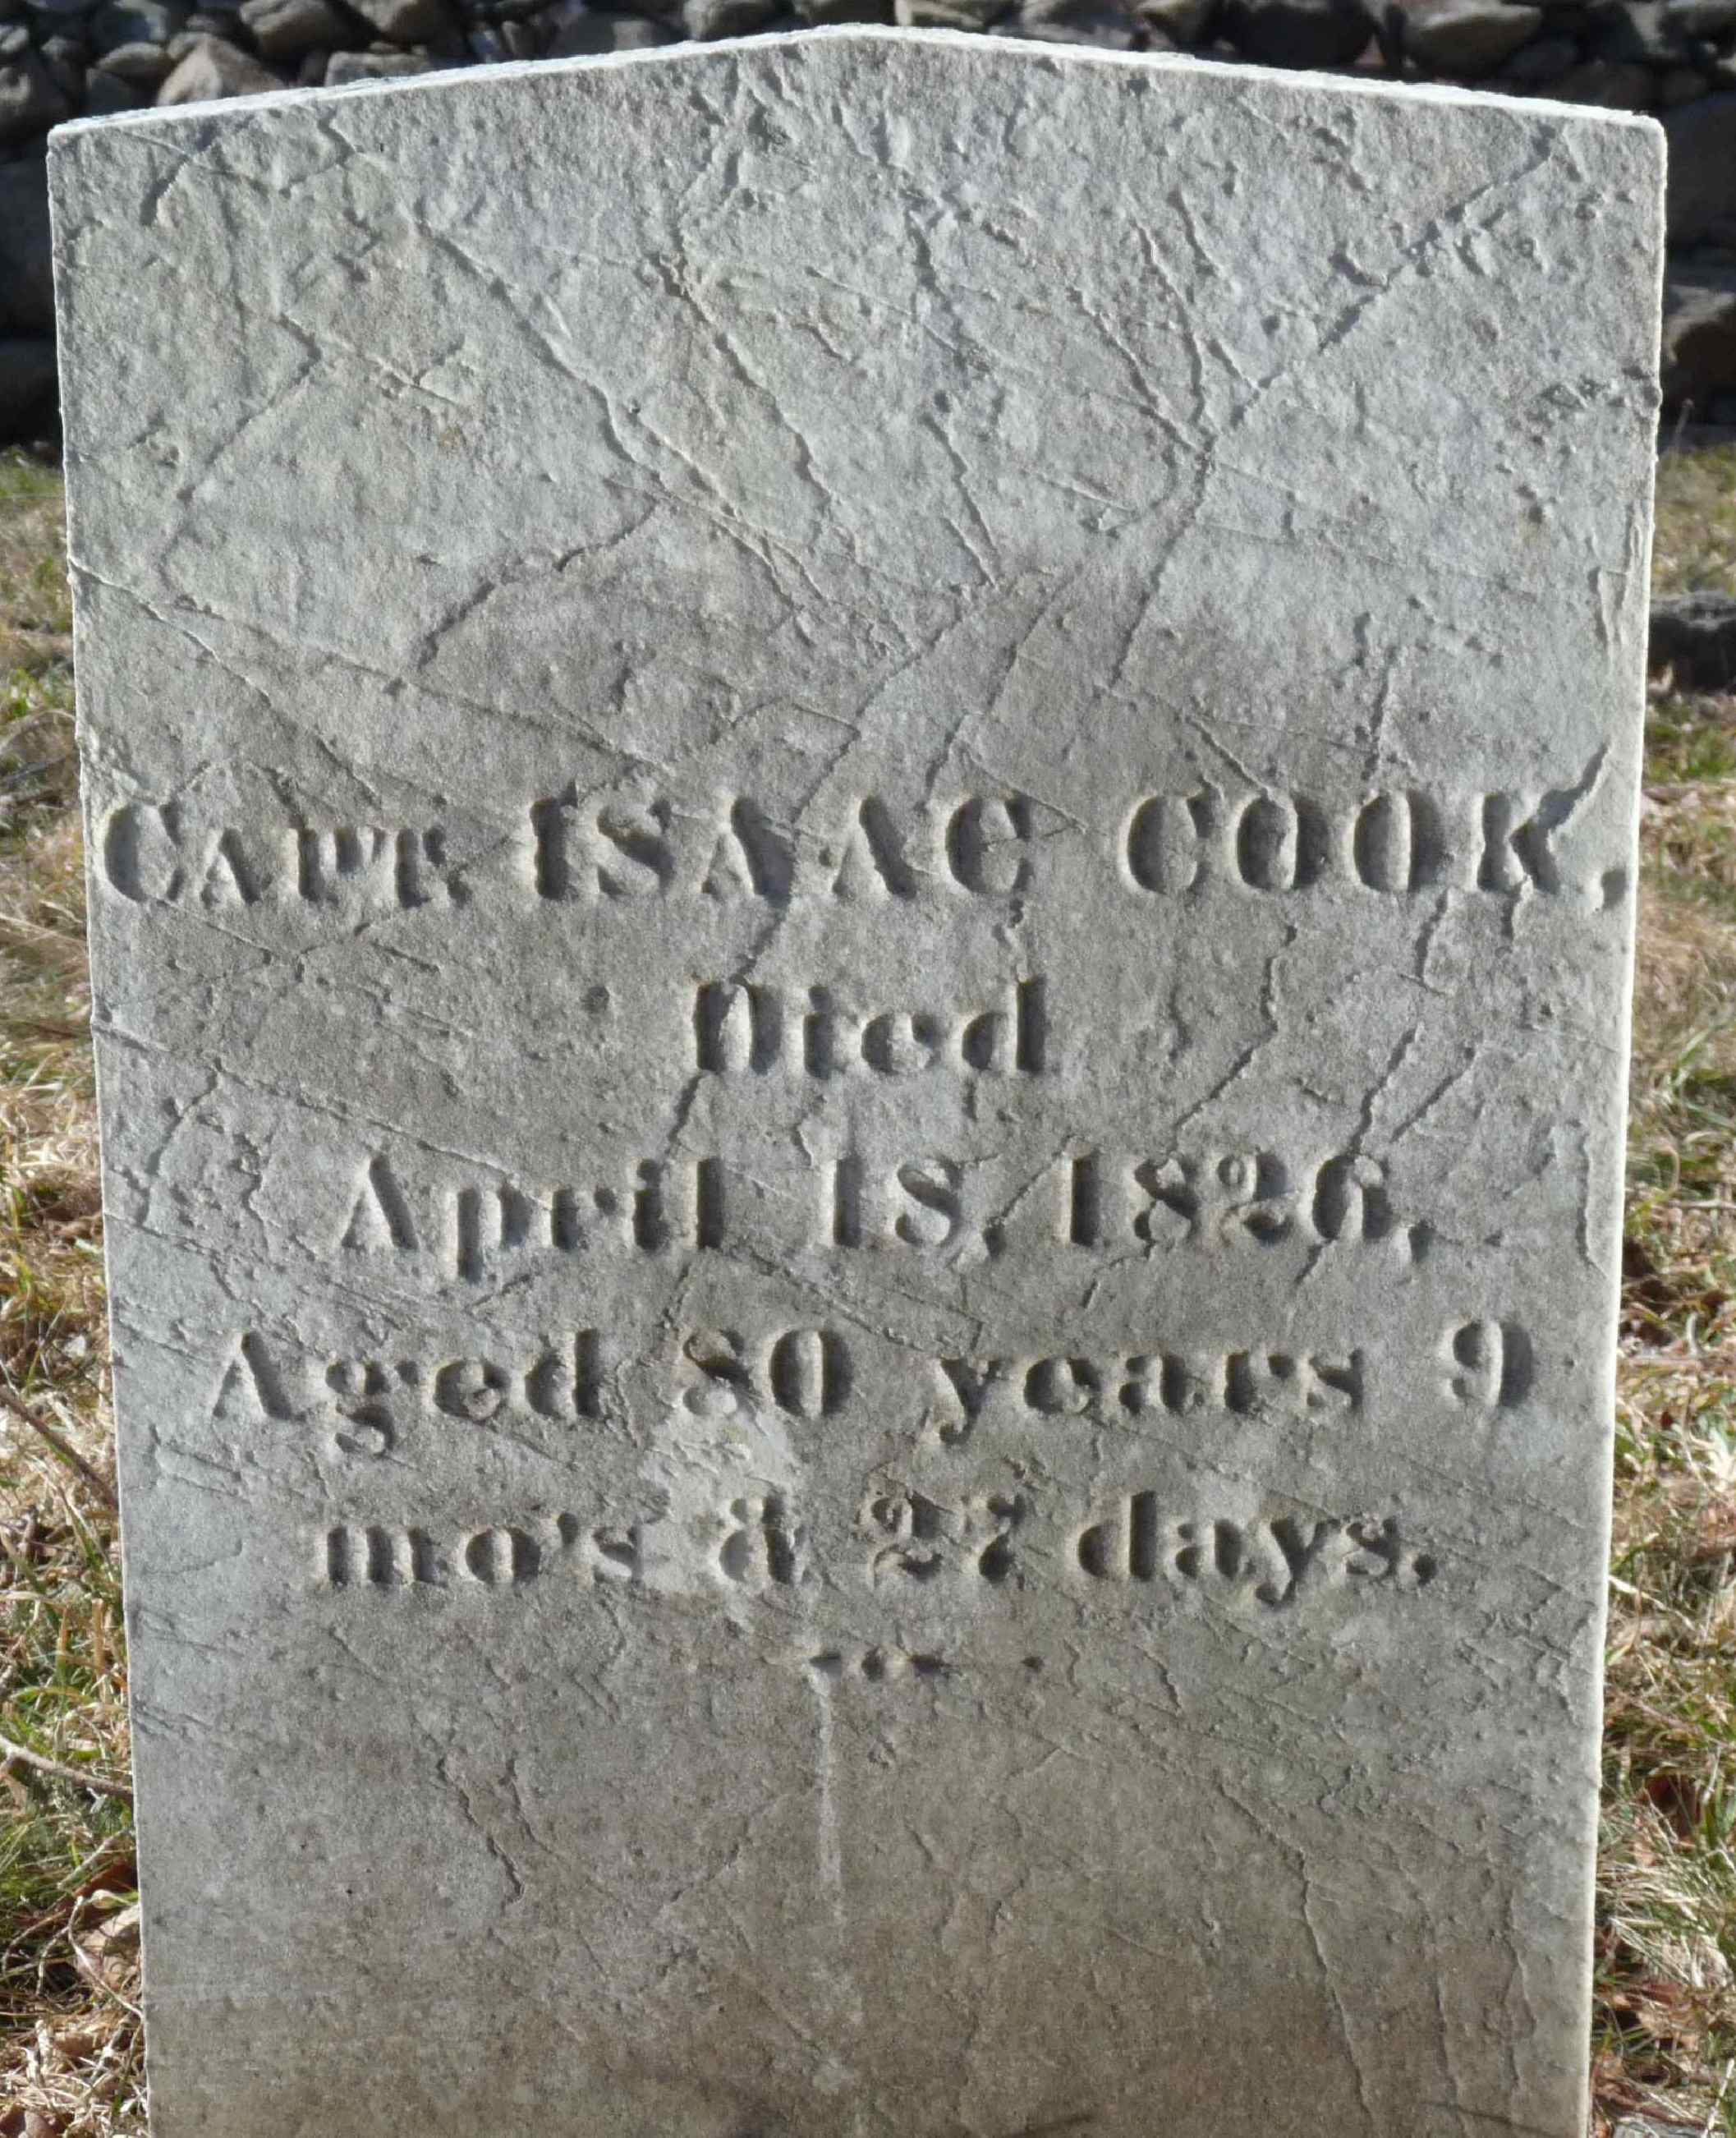 Capt. ISAAC COOK,
Died
April 18, 1826,
Aged 80 years 9
mo's & 27 days.